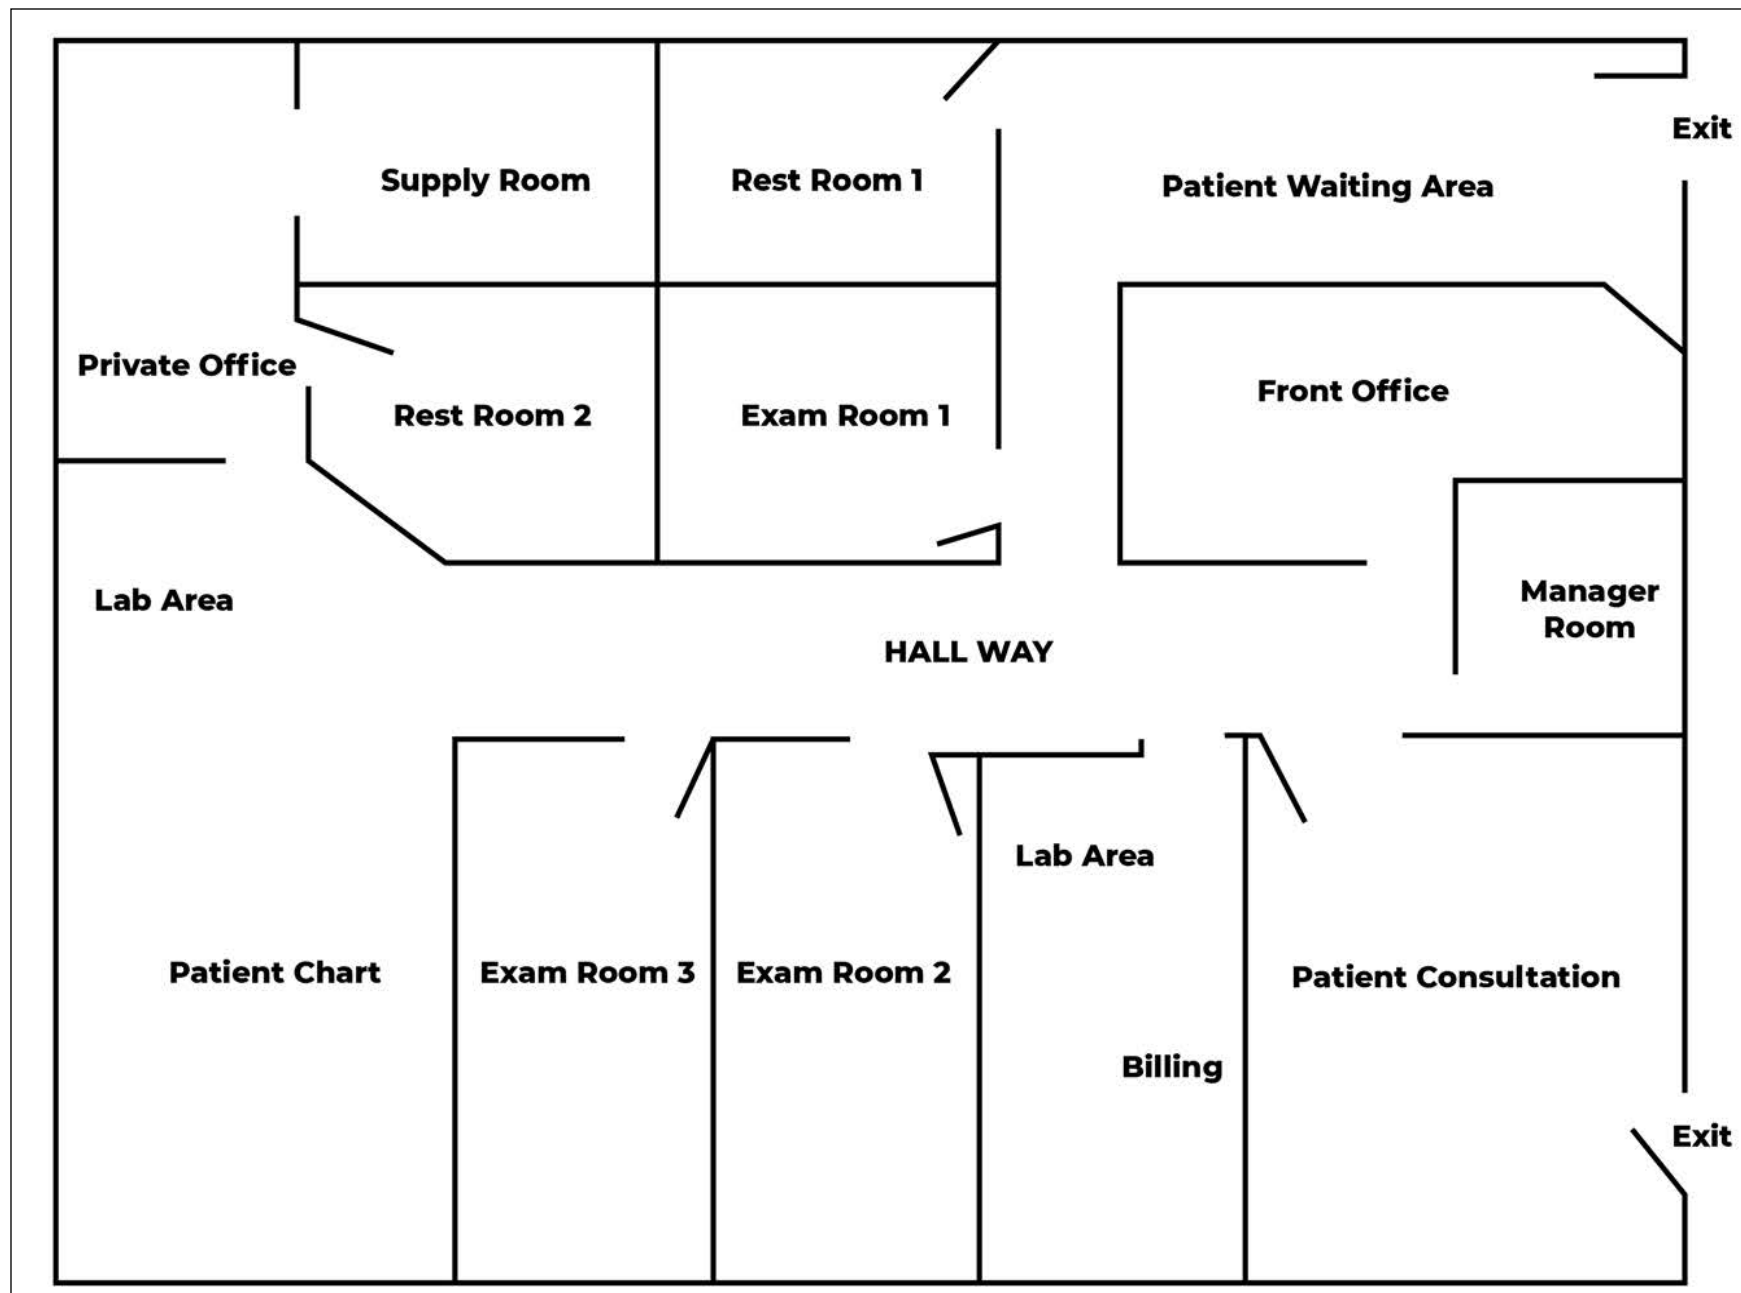 Exit
Supply Room
Rest Room 1
Patient Waiting Area
Private Office
Rest Room 2
Exam Room 1
Front Office
Lab Area
Manager
Room
HALL WAY
Lab Area
Patient Chart
Exam Room 3
Exam Room 2
Patient Consultation
Billing
Exit